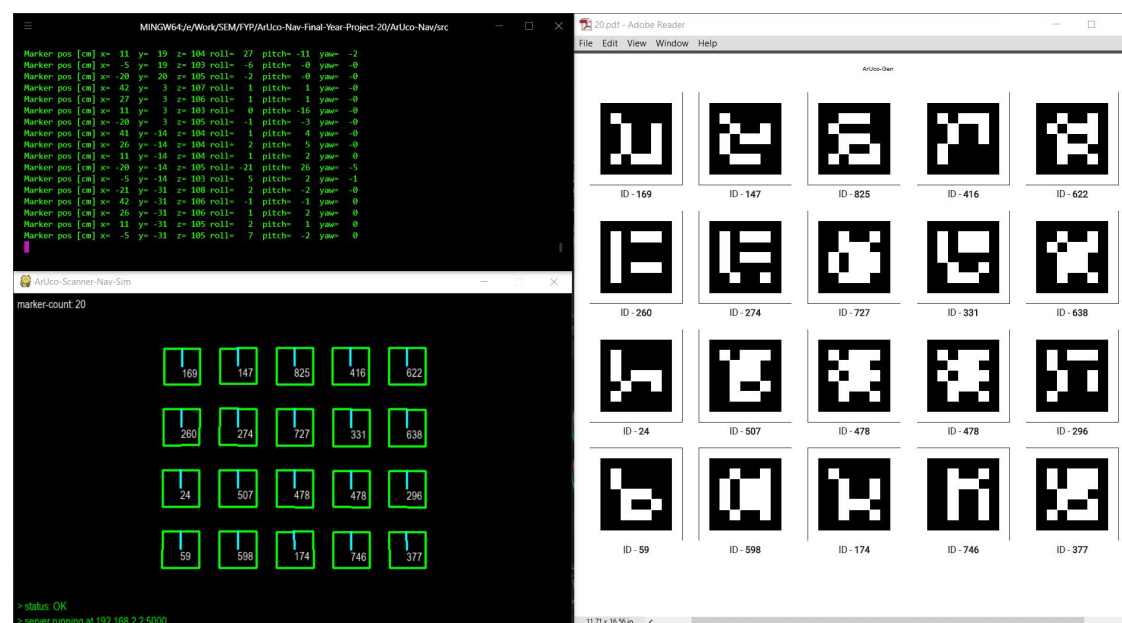 MINGW64:/e/Work/SEM/FYP/ArUco-Nav-Final-Year-Project-20/ArUco-Nav/src
Marker pos [cm] x= 11 y= 19 z= 104 roll= 27 pitch= -11 yaw= -2
Marker pos [cm] x= -5 y= 19 z= 103 roll= -6 pitch= -0 yaw= -0
Marker pos [cm] x= -20 y= 20 z= 105 roll= -2 pitch= -0 yaw= -0
Marker pos [cm] x= 42 y= 3 z= 107 roll= 1 pitch= 1 yaw= -0
Marker pos [cm] x= 27 y= 3 z= 106 roll= 1 pitch= 1 yaw= -0
Marker pos [cm] x= 11 y= 3 z= 103 roll= 0 pitch= -16 yaw= -0
Marker pos [cm] x= -20 y= 3 z= 105 roll= -1 pitch= -3 yaw= -0
Marker pos [cm] x= 41 y= -14 z= 104 roll= 1 pitch= 4 yaw= -0
Marker pos [cm] x= 26 y= -14 z= 104 roll= 2 pitch= 5 yaw= -0
Marker pos [cm] x= 11 y= -14 z= 104 roll= 1 pitch= 2 yaw= 0
Marker pos [cm] x= -20 y= -14 z= 105 roll= -21 pitch= 26 yaw= -5
Marker pos [cm] x= -5 y= -14 z= 103 roll= 5 pitch= 2 yaw= -1
Marker pos [cm] x= -21 y= -31 z= 108 roll= 2 pitch= -2 yaw= -0
Marker pos [cm] x= 42 y= -31 z= 106 roll= -1 pitch= -1 yaw= 0
Marker pos [cm] x= 26 y= -31 z= 106 roll= 1 pitch= 2 yaw= 0
Marker pos [cm] x= 11 y= -31 z= 105 roll= 2 pitch= 1 yaw= 0
Marker pos [cm] x= -5 y= -31 z= 105 roll= 7 pitch= -2 yaw= 0
ArUco-Scanner-Nav-Sim
marker-count: 20
169 147 825 416 622
260 274 727 331 638
24 507 478 478 296
59 598 174 746 377
> status: OK
> server running at 192.168.2.2:5000
20.pdf - Adobe Reader
File Edit View Window Help
ArUco-Gen
ID - 169 ID - 147 ID - 825 ID - 416 ID - 622
ID - 260 ID - 274 ID - 727 ID - 331 ID - 638
ID - 24 ID - 507 ID - 478 ID - 478 ID - 296
ID - 59 ID - 598 ID - 174 ID - 746 ID - 377
11.71 x 16.56 in